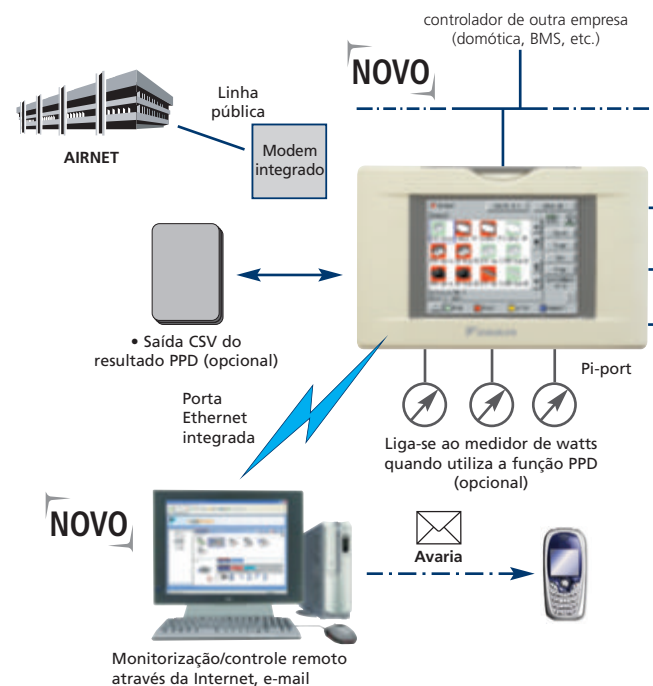 controlador de outra empresa
(domótica, BMS, etc.)
NOVO
Linha
pública
AIRNET
Modem
integrado
• Saída CSV do
resultado PPD (opcional)
Pi-port
Porta
Ethernet
integrada
Liga-se ao medidor de watts
quando utiliza a função PPD
(opcional)
NOVO
Avaria
Monitorização/controle remoto
através da Internet, e-mail